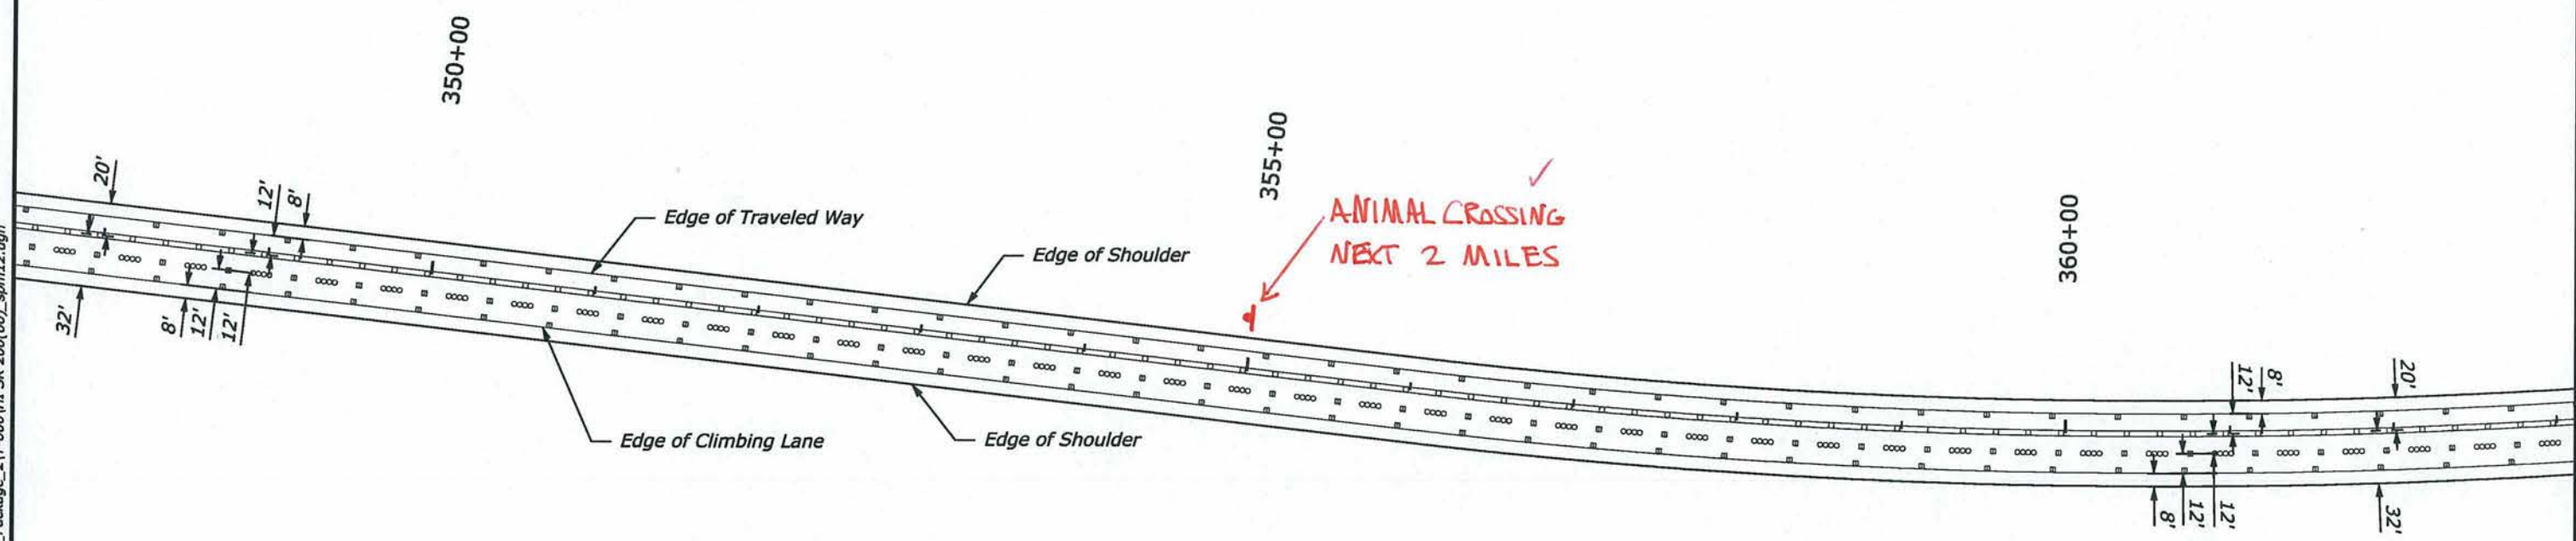 350+00
355+00
360+00
20'
12'
8'
Edge of Traveled Way
Edge of Shoulder
ANIMAL CROSSING
NEXT 2 MILES
32'
8'
12'
12'
Edge of Climbing Lane
Edge of Shoulder
12'
8'
20'
8'
12'
12'
32'